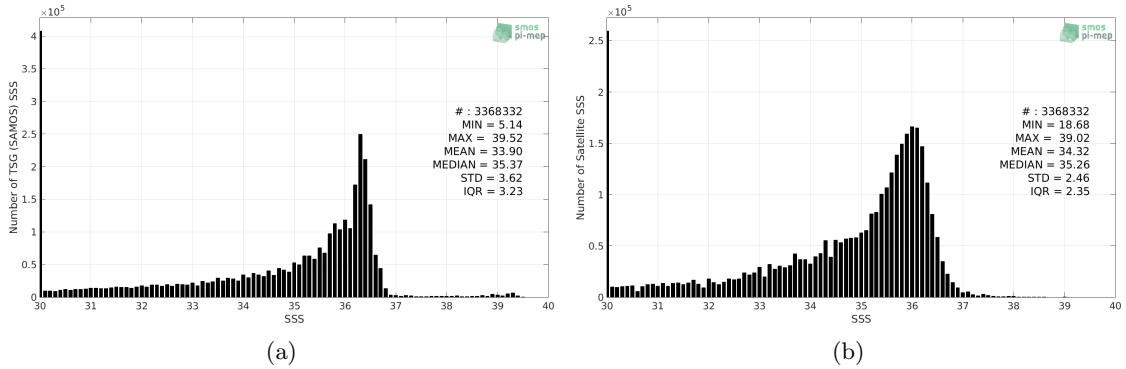 ×10⁵
4
3.5
3
2.5
2
1.5
1
0.5
0
Number of TSG (SAMOS) SSS
smos
pi-mep
# : 3368332
MIN = 5.14
MAX = 39.52
MEAN = 33.90
MEDIAN = 35.37
STD = 3.62
IQR = 3.23
30 31 32 33 34 35 36 37 38 39 40
SSS
(a)
×10⁵
2.5
2
1.5
1
0.5
0
Number of Satellite SSS
smos
pi-mep
# : 3368332
MIN = 18.68
MAX = 39.02
MEAN = 34.32
MEDIAN = 35.26
STD = 2.46
IQR = 2.35
30 31 32 33 34 35 36 37 38 39 40
SSS
(b)